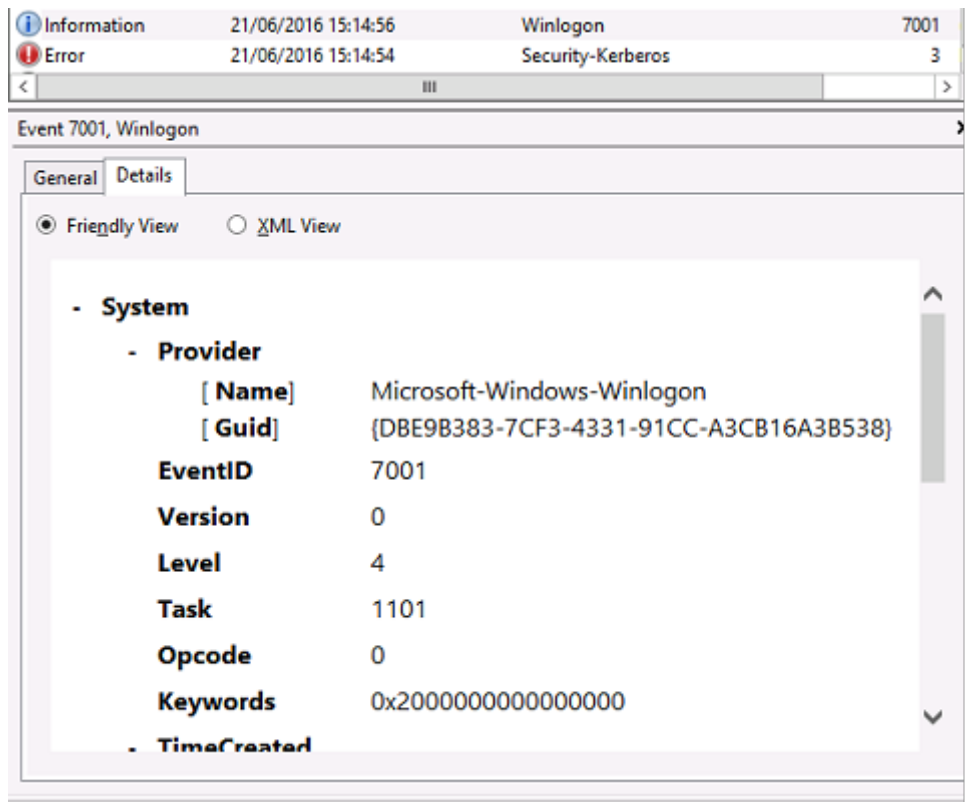 Information 21/06/2016 15:14:56 Winlogon 7001
Error 21/06/2016 15:14:54 Security-Kerberos 3
Event 7001, Winlogon
General Details
Friendly View XML View
- System
- Provider
[ Name] Microsoft-Windows-Winlogon
[ Guid] {DBE9B383-7CF3-4331-91CC-A3CB16A3B538}
EventID 7001
Version 0
Level 4
Task 1101
Opcode 0
Keywords 0x2000000000000000
- TimeCreated